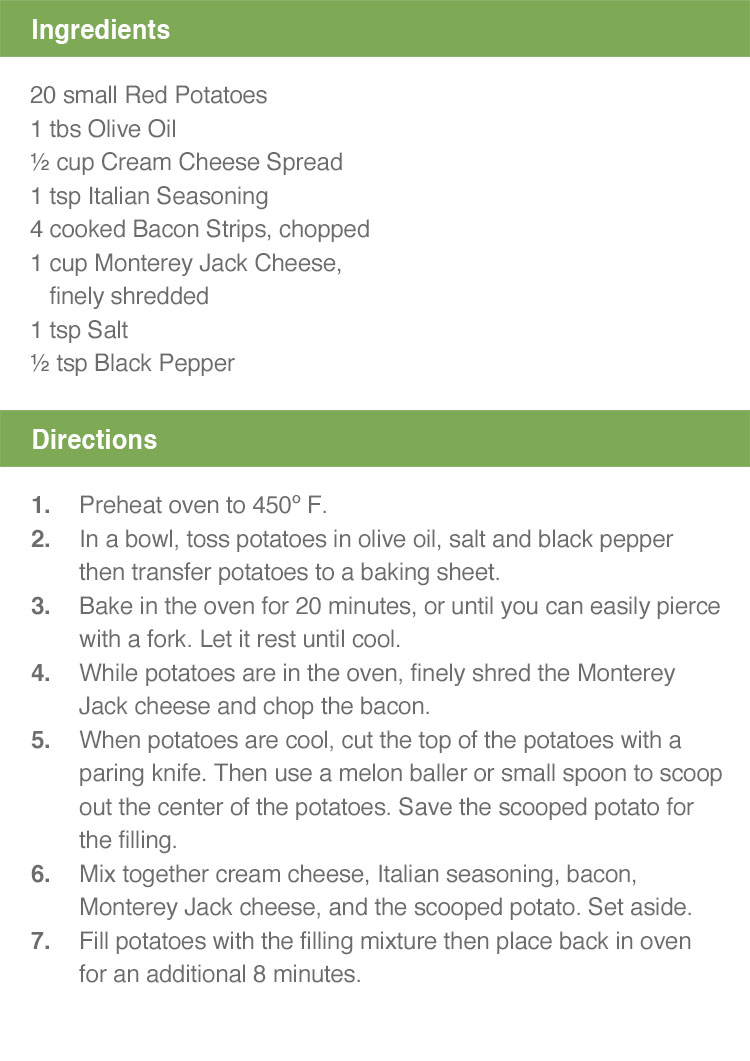 Ingredients
20 small Red Potatoes
1 tbs Olive Oil
½ cup Cream Cheese Spread
1 tsp Italian Seasoning
4 cooked Bacon Strips, chopped
1 cup Monterey Jack Cheese,
finely shredded
1 tsp Salt
½ tsp Black Pepper
Directions
1. Preheat oven to 450º F.
2. In a bowl, toss potatoes in olive oil, salt and black pepper
then transfer potatoes to a baking sheet.
3. Bake in the oven for 20 minutes, or until you can easily pierce
with a fork. Let it rest until cool.
4. While potatoes are in the oven, finely shred the Monterey
Jack cheese and chop the bacon.
5. When potatoes are cool, cut the top of the potatoes with a
paring knife. Then use a melon baller or small spoon to scoop
out the center of the potatoes. Save the scooped potato for
the filling.
6. Mix together cream cheese, Italian seasoning, bacon,
Monterey Jack cheese, and the scooped potato. Set aside.
7. Fill potatoes with the filling mixture then place back in oven
for an additional 8 minutes.